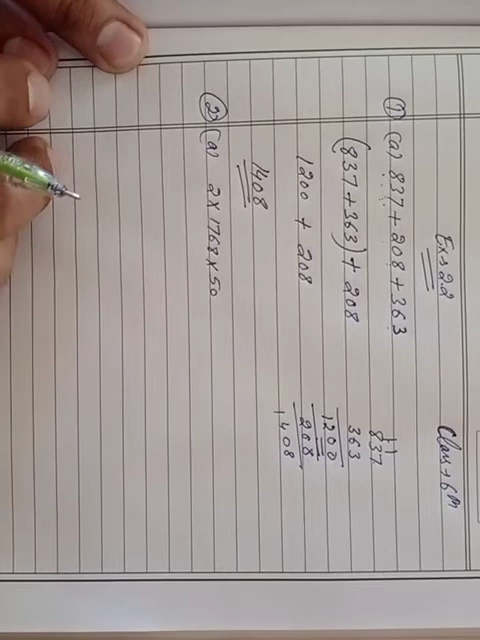 Ex:2.2
Class → 6th
① (a) 837 + 208 + 363
(837 + 363) + 208
1200 + 208
1408
② (a) 2 × 1768 × 50
11
837
363
1200
208
1408